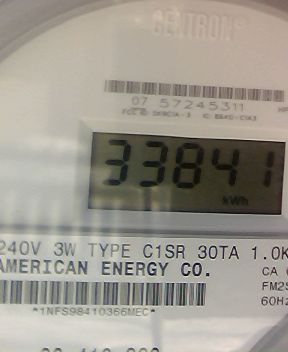 CENTRON®
07 57245311
33841
kWh
240V 3W TYPE C1SR 30TA 1.0K
AMERICAN ENERGY CO.
CA
FM2S
60Hz
*1NFS98410366MEC*